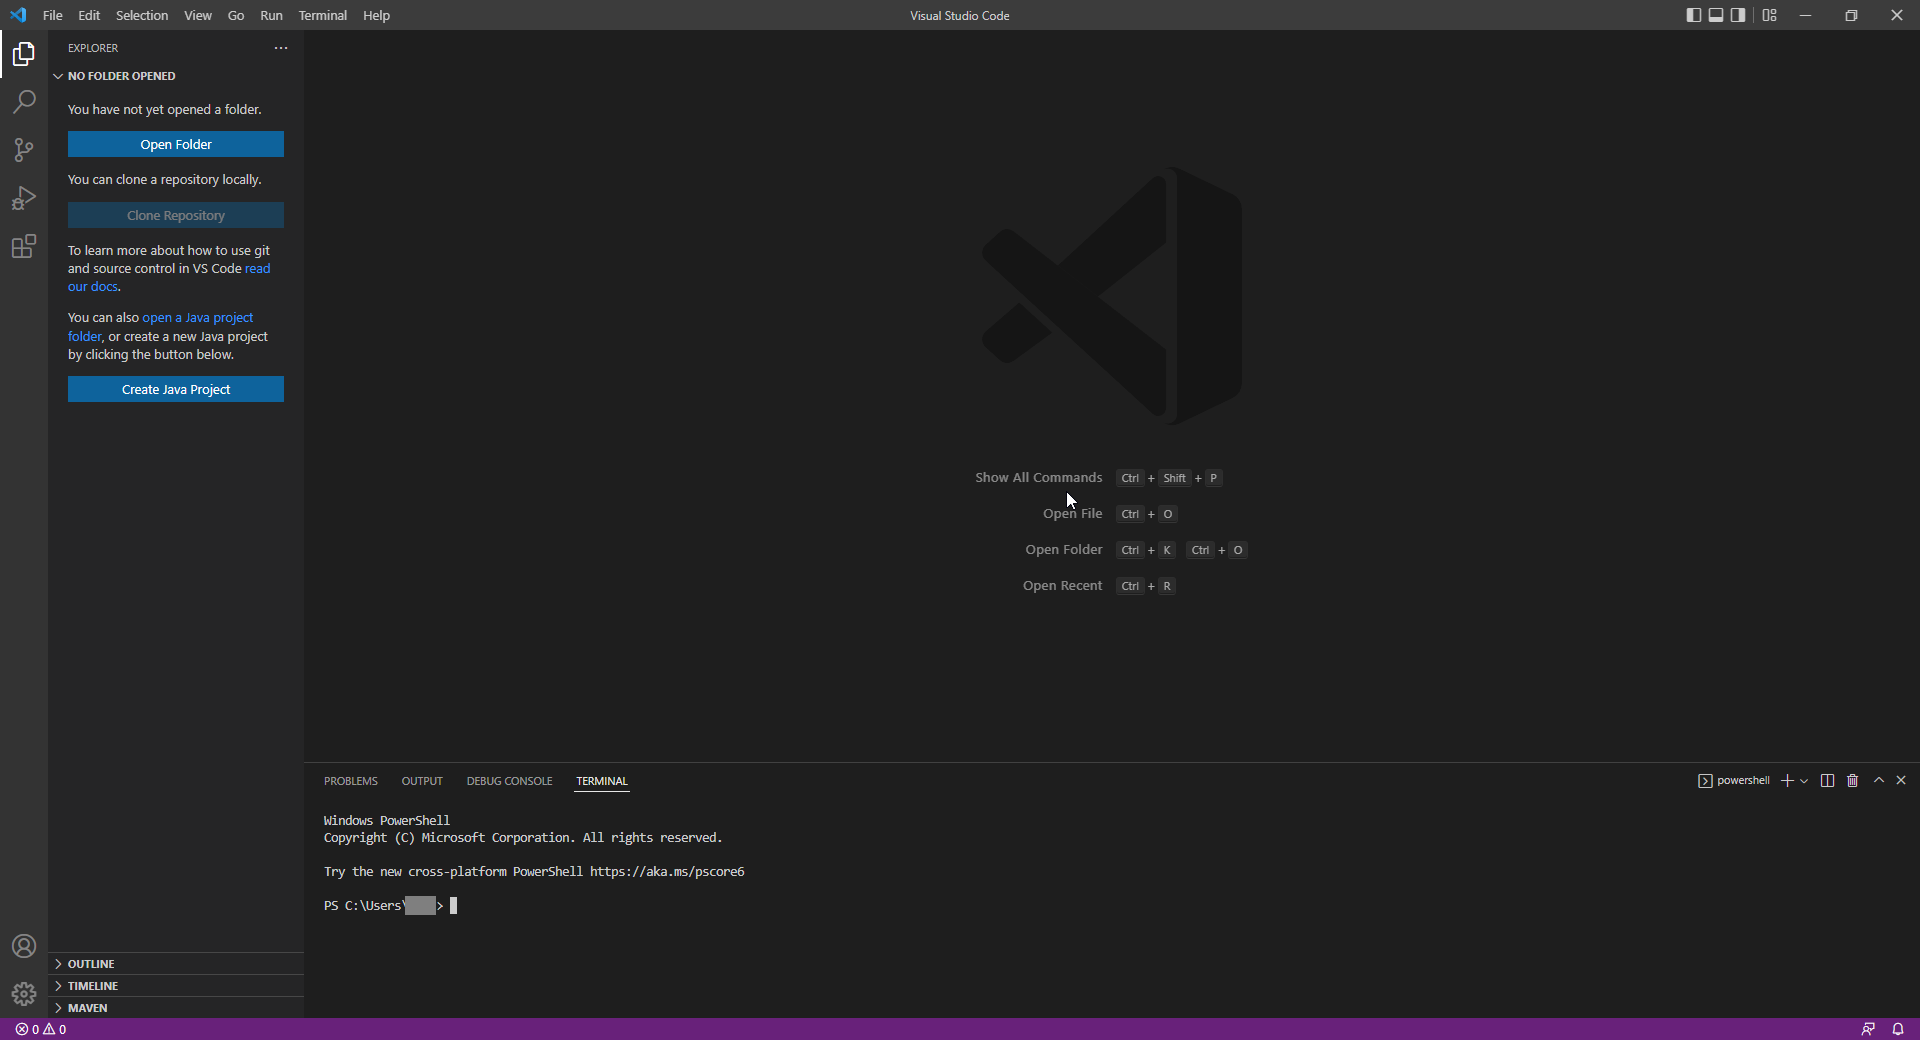 File Edit Selection View Go Run Terminal Help
Visual Studio Code
EXPLORER
NO FOLDER OPENED
You have not yet opened a folder.
Open Folder
You can clone a repository locally.
Clone Repository
To learn more about how to use git
and source control in VS Code read
our docs.
You can also open a Java project
folder, or create a new Java project
by clicking the button below.
Create Java Project
OUTLINE
TIMELINE
MAVEN
Show All Commands Ctrl + Shift + P
Open File Ctrl + O
Open Folder Ctrl + K Ctrl + O
Open Recent Ctrl + R
PROBLEMS OUTPUT DEBUG CONSOLE TERMINAL
powershell
Windows PowerShell
Copyright (C) Microsoft Corporation. All rights reserved.
Try the new cross-platform PowerShell https://aka.ms/pscore6
PS C:\Users\ >
0 0